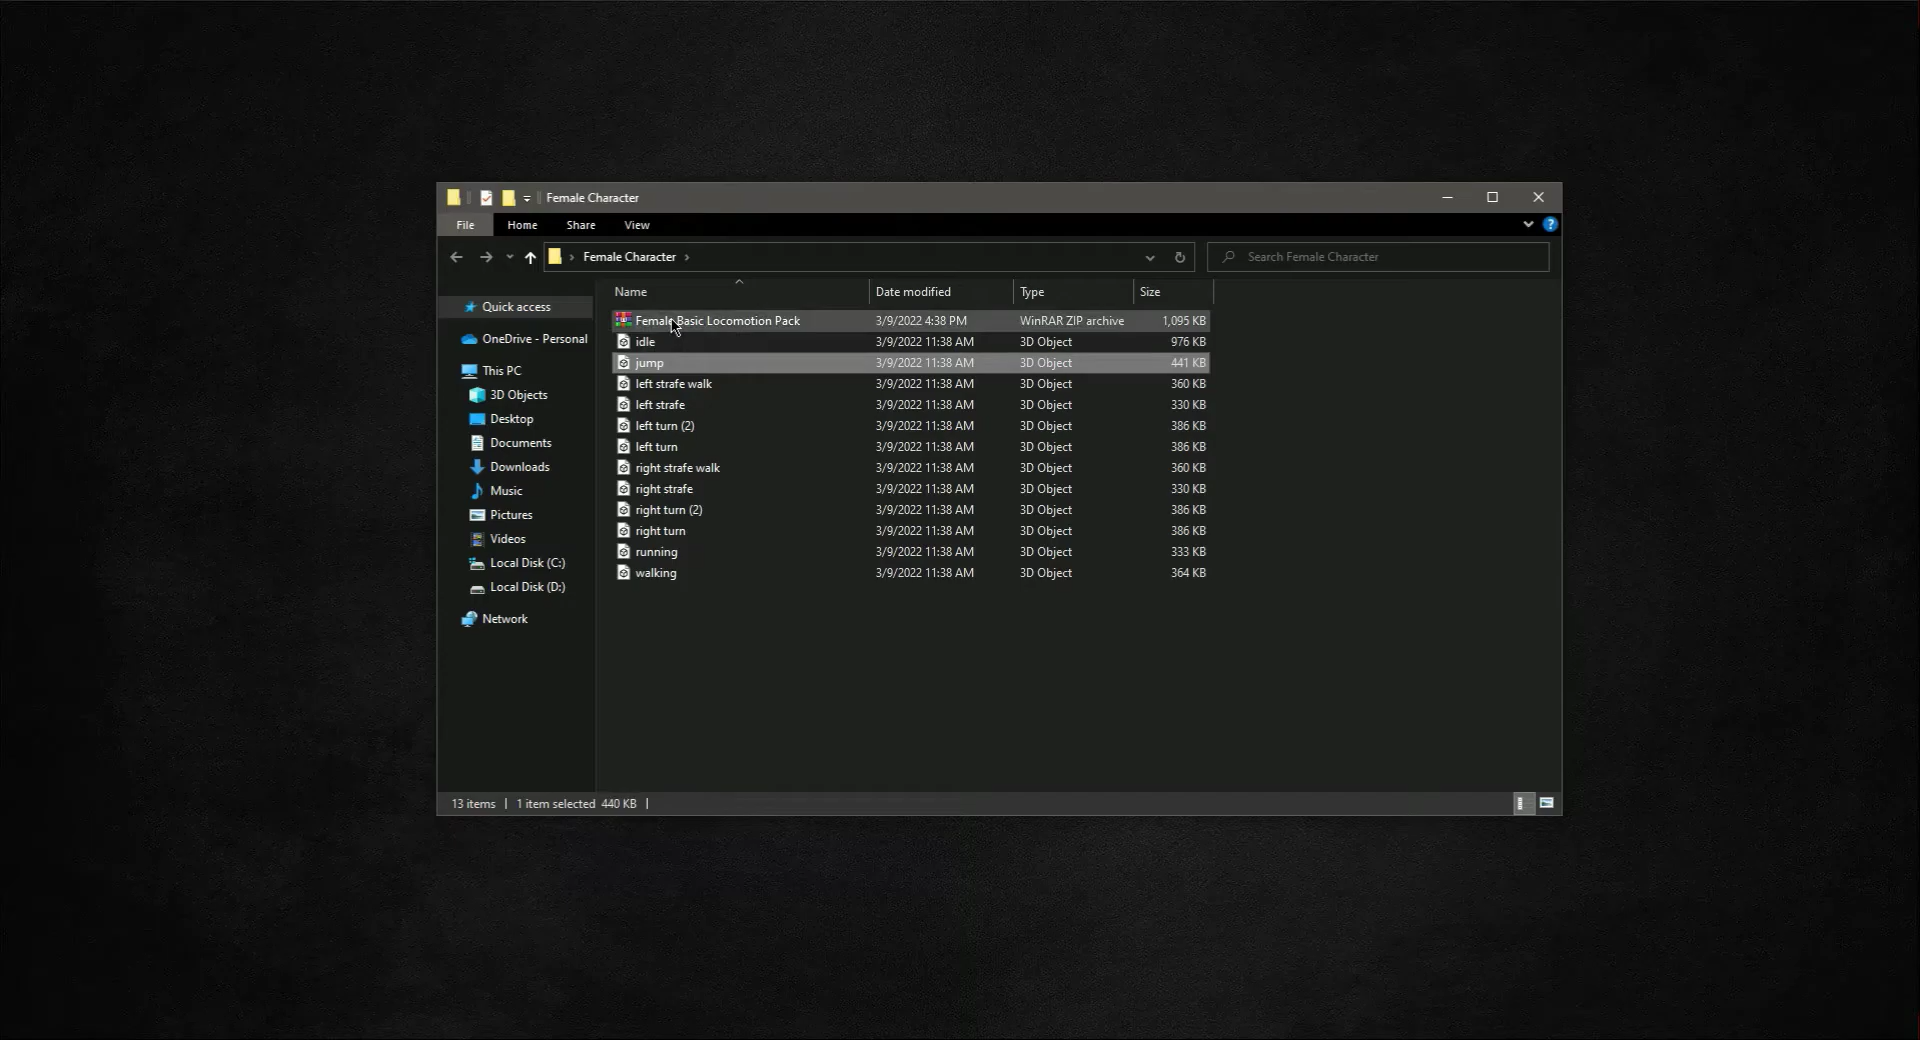 Female Character
File Home Share View
Female Character
Search Female Character
Name Date modified Type Size
Quick access
OneDrive - Personal
This PC
3D Objects
Desktop
Documents
Downloads
Music
Pictures
Videos
Local Disk (C:)
Local Disk (D:)
Network
Female Basic Locomotion Pack 3/9/2022 4:38 PM WinRAR ZIP archive 1,095 KB
idle 3/9/2022 11:38 AM 3D Object 976 KB
jump 3/9/2022 11:38 AM 3D Object 441 KB
left strafe walk 3/9/2022 11:38 AM 3D Object 360 KB
left strafe 3/9/2022 11:38 AM 3D Object 330 KB
left turn (2) 3/9/2022 11:38 AM 3D Object 386 KB
left turn 3/9/2022 11:38 AM 3D Object 386 KB
right strafe walk 3/9/2022 11:38 AM 3D Object 360 KB
right strafe 3/9/2022 11:38 AM 3D Object 330 KB
right turn (2) 3/9/2022 11:38 AM 3D Object 386 KB
right turn 3/9/2022 11:38 AM 3D Object 386 KB
running 3/9/2022 11:38 AM 3D Object 333 KB
walking 3/9/2022 11:38 AM 3D Object 364 KB
13 items | 1 item selected 440 KB |